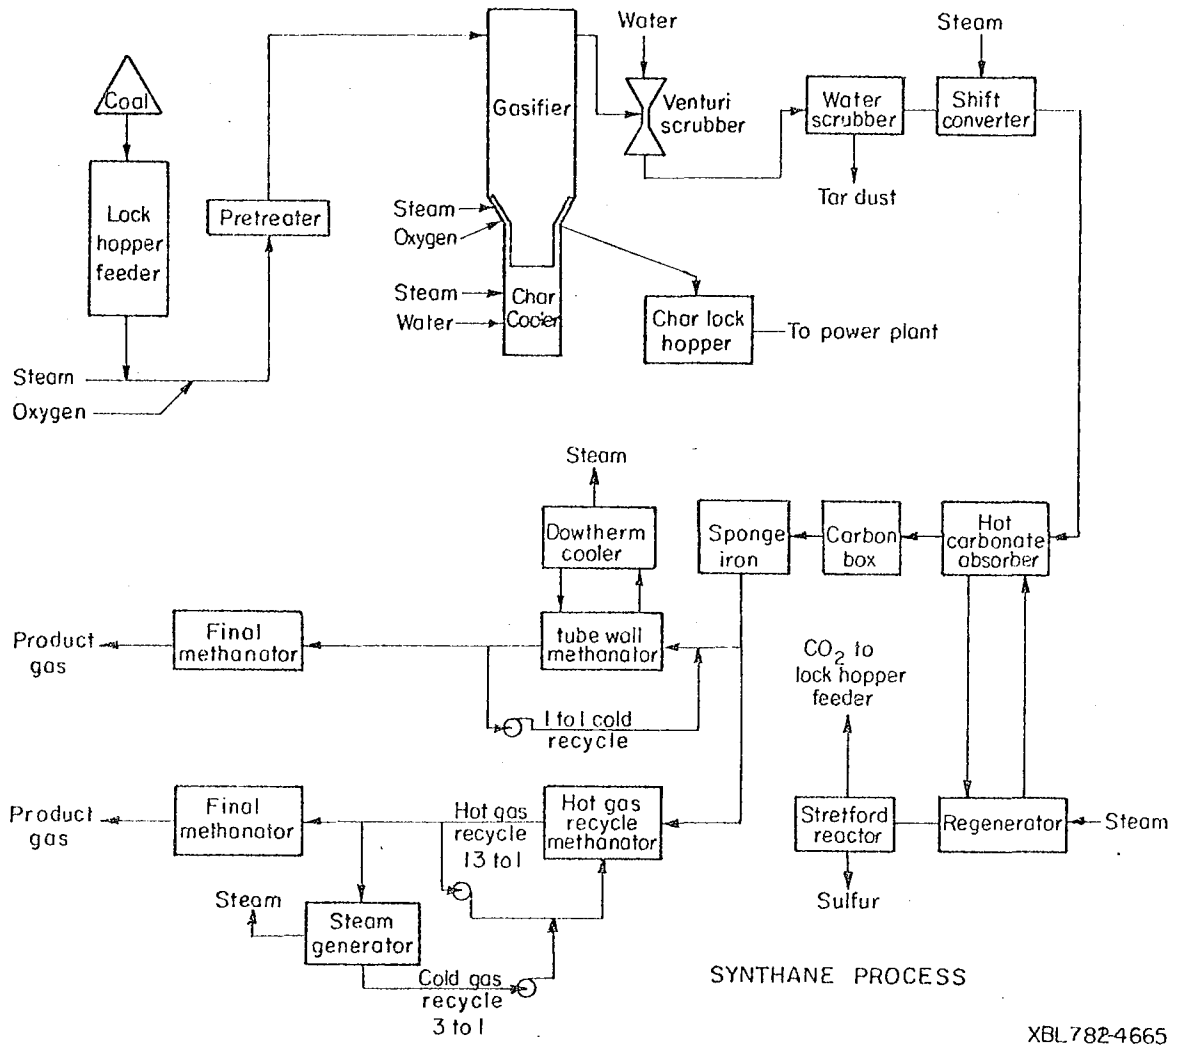 Coal
Lock
hopper
feeder
Steam
Oxygen
Pretreater
Gasifier
Steam
Oxygen
Steam
Water
Char
Cooler
Char lock
hopper
To power plant
Water
Venturi
scrubber
Water
scrubber
Tar dust
Steam
Shift
converter
Hot
carbonate
absorber
Carbon
box
Sponge
iron
Steam
Dowtherm
cooler
tube wall
methanator
1 to 1 cold
recycle
Final
methanator
Product
gas
CO2 to
lock hopper
feeder
Stretford
reactor
Sulfur
Regenerator
Steam
Hot gas
recycle
methanator
Hot gas
recycle
13 to 1
Final
methanator
Product
gas
Steam
Steam
generator
Cold gas
recycle
3 to 1
SYNTHANE PROCESS
XBL782-4665